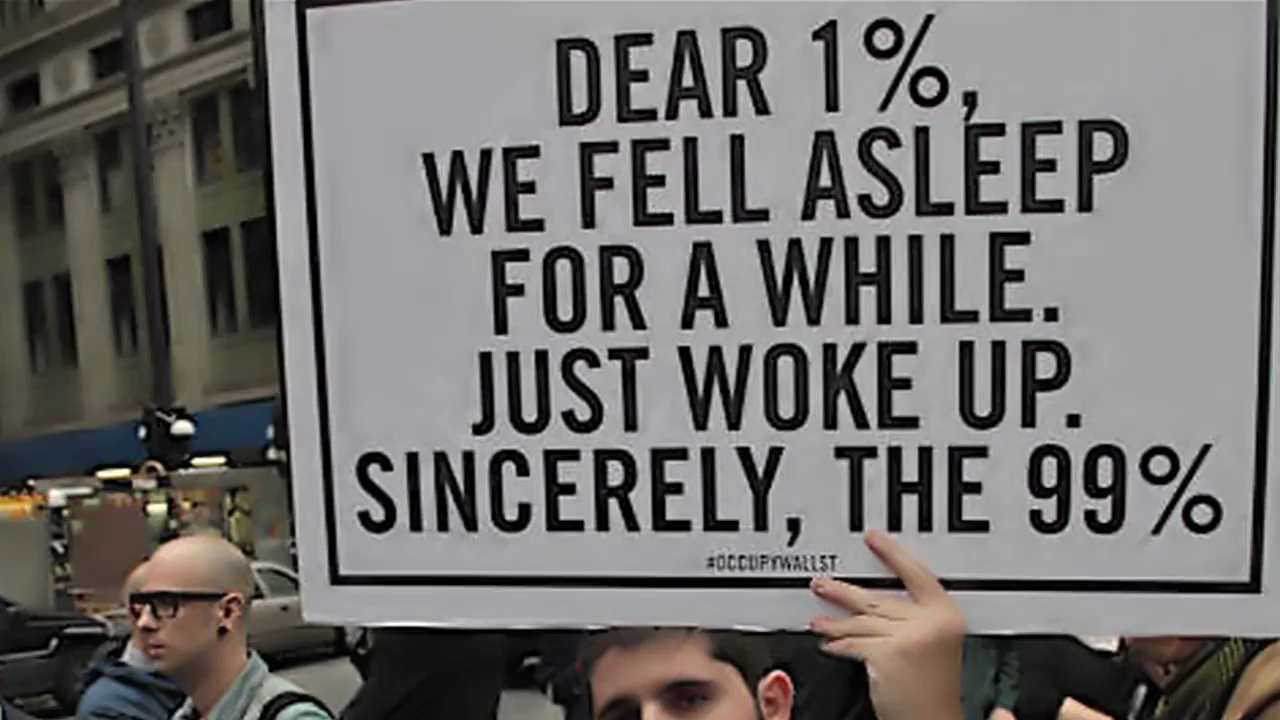 DEAR 1%,
WE FELL ASLEEP
FOR A WHILE.
JUST WOKE UP.
SINCERELY, THE 99%
#OCCUPYWALLST